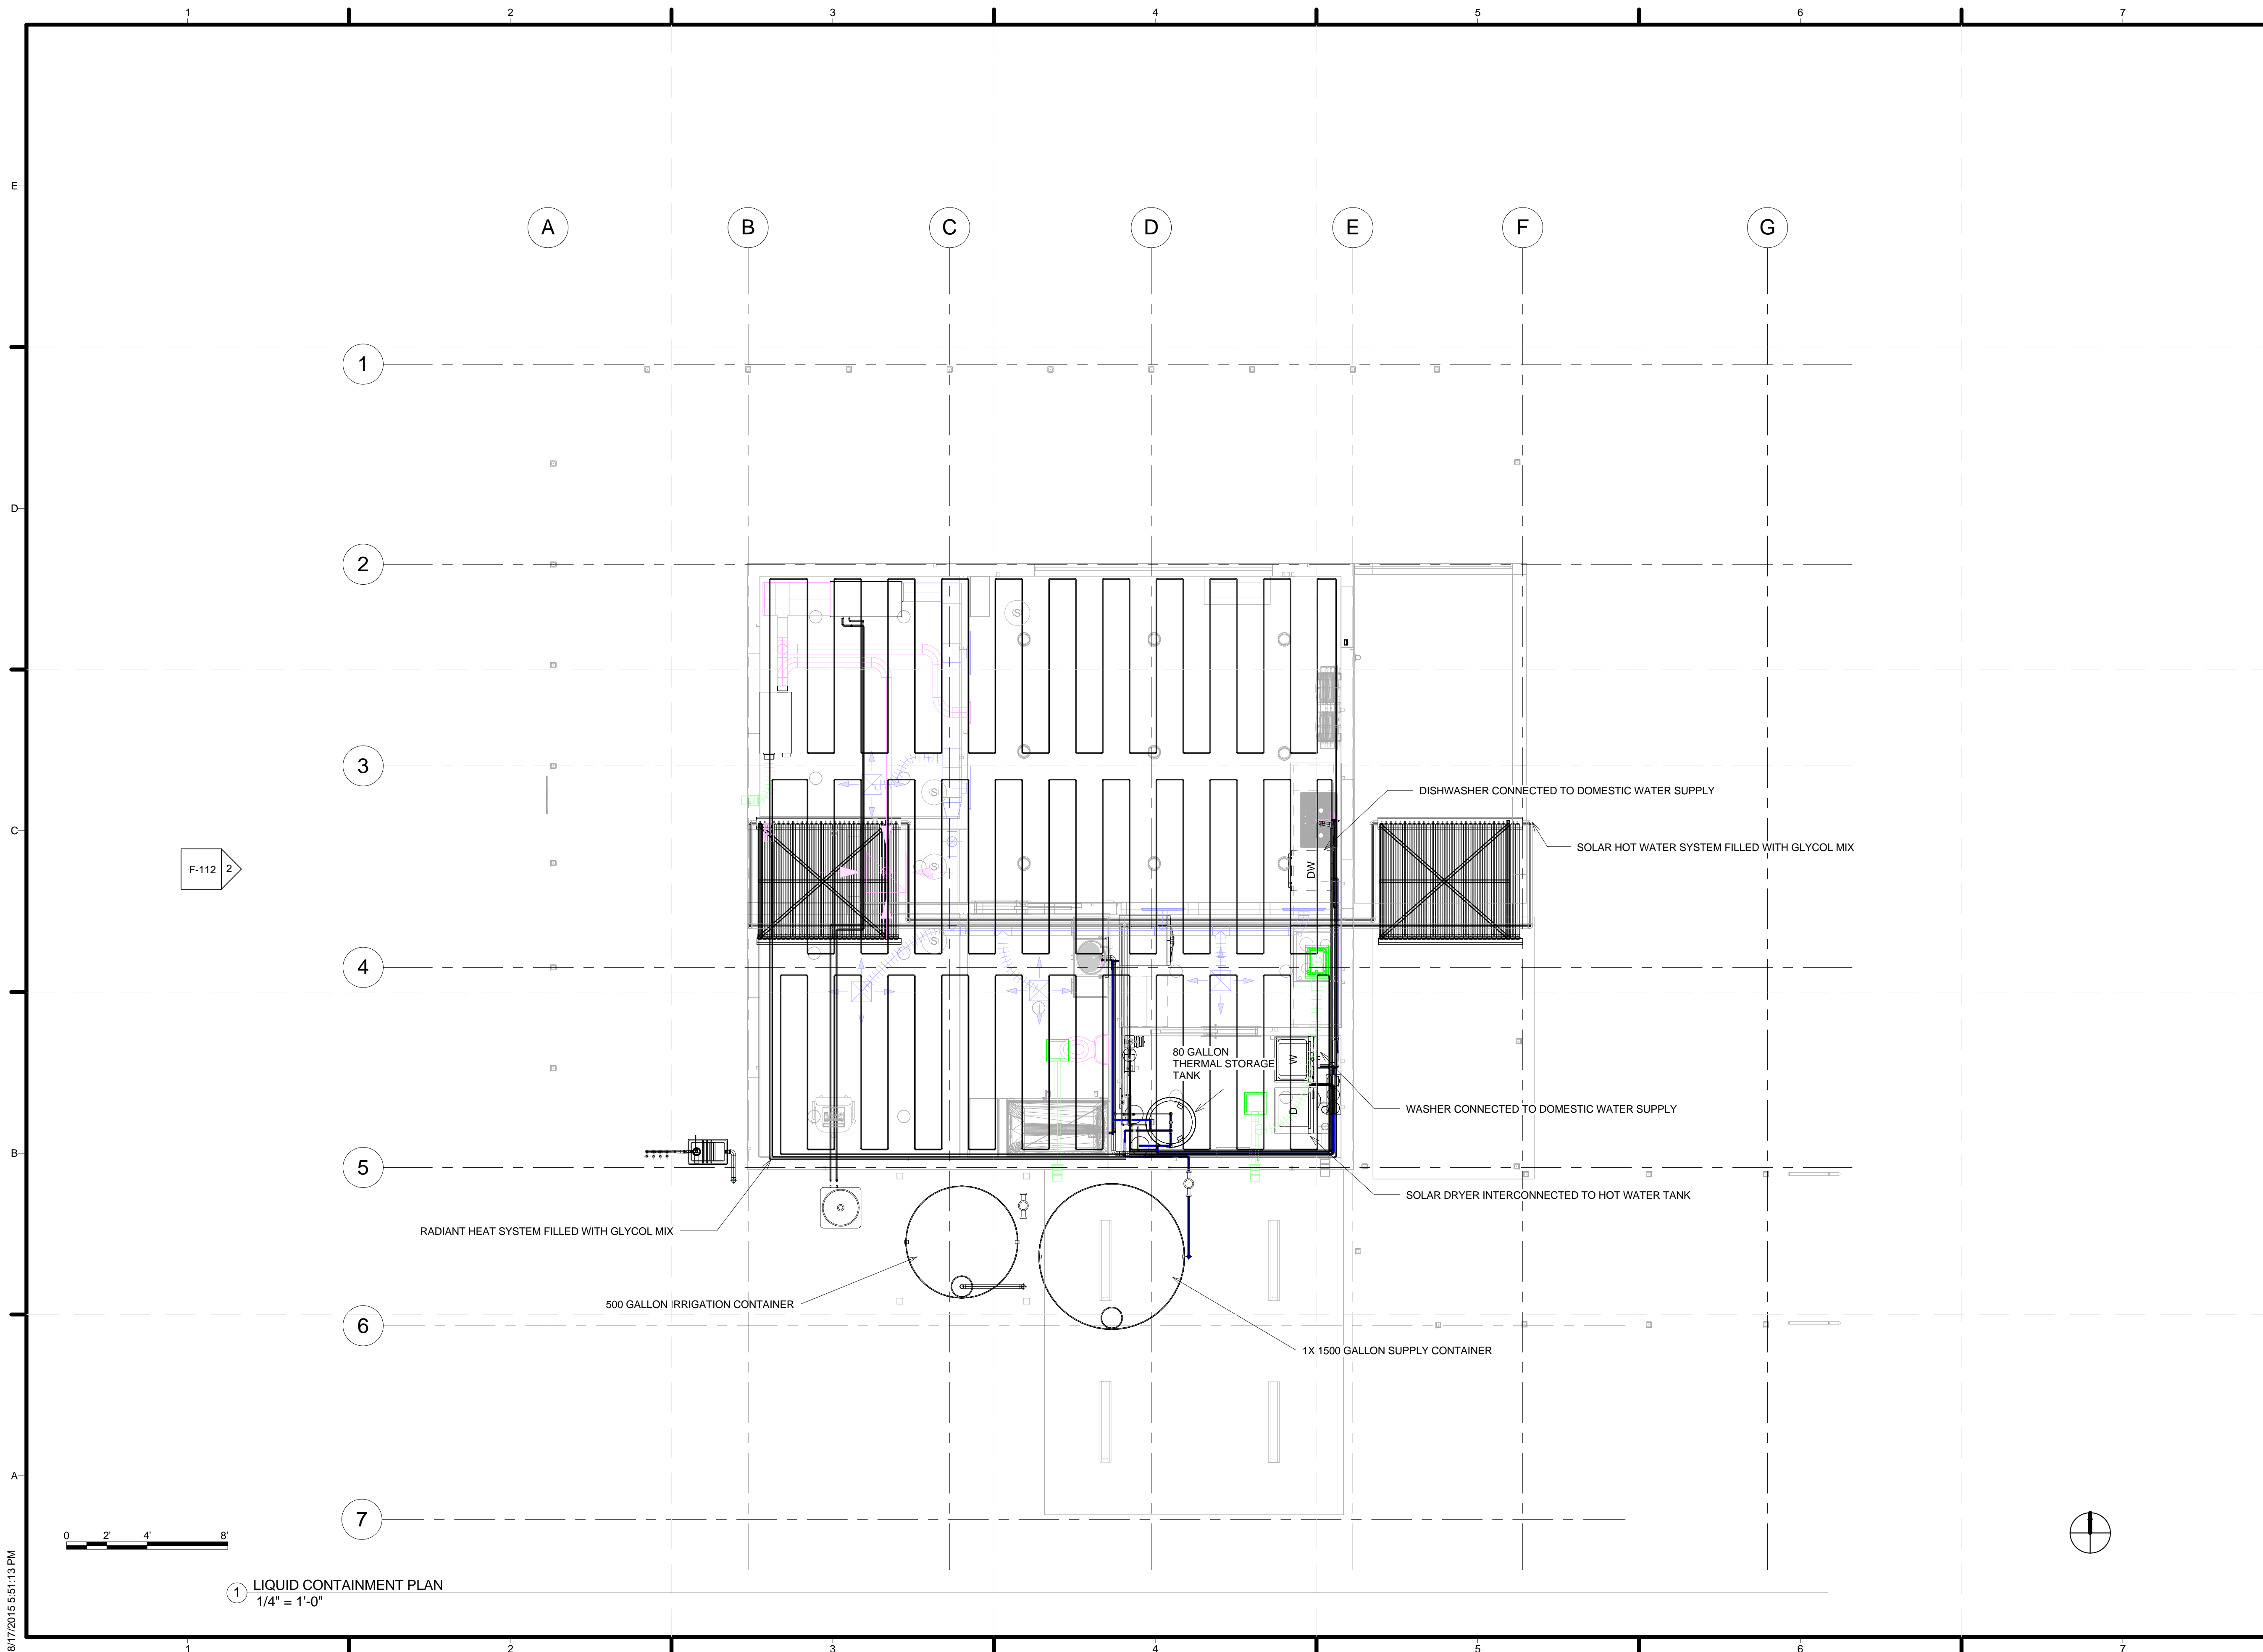 1 2 3 4 5 6 7
E
A B C D E F G
1
D
2
S
3
S
DISHWASHER CONNECTED TO DOMESTIC WATER SUPPLY
C
SOLAR HOT WATER SYSTEM FILLED WITH GLYCOL MIX
F-112 2
S
DW
S
4
80 GALLON
THERMAL STORAGE
TANK
W
D
WASHER CONNECTED TO DOMESTIC WATER SUPPLY
B
5
SOLAR DRYER INTERCONNECTED TO HOT WATER TANK
RADIANT HEAT SYSTEM FILLED WITH GLYCOL MIX
500 GALLON IRRIGATION CONTAINER
6
1X 1500 GALLON SUPPLY CONTAINER
A
7
0 2' 4' 8'
8/17/2015 5:51:13 PM
1 LIQUID CONTAINMENT PLAN
1/4" = 1'-0"
1 2 3 4 5 6 7